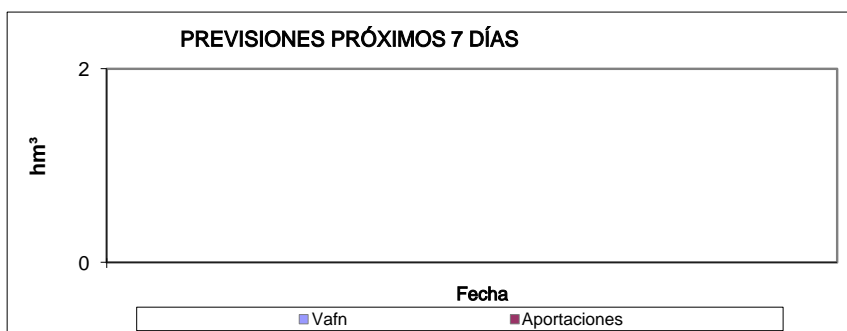 PREVISIONES PRÓXIMOS 7 DÍAS
2
hm³
0
Fecha
Vafn Aportaciones